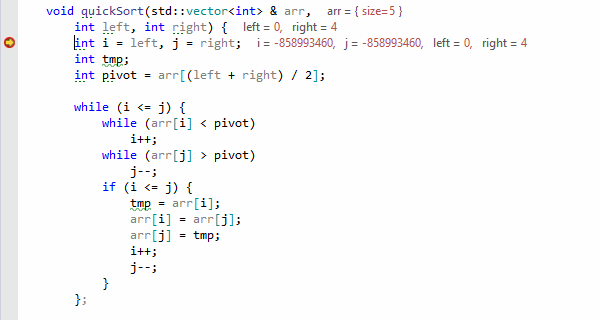 void quickSort(std::vector<int> & arr, arr = { size=5 }
int left, int right) { left = 0, right = 4
int i = left, j = right; i = -858993460, j = -858993460, left = 0, right = 4
int tmp;
int pivot = arr[(left + right) / 2];
while (i <= j) {
while (arr[i] < pivot)
i++;
while (arr[j] > pivot)
j--;
if (i <= j) {
tmp = arr[i];
arr[i] = arr[j];
arr[j] = tmp;
i++;
j--;
}
};